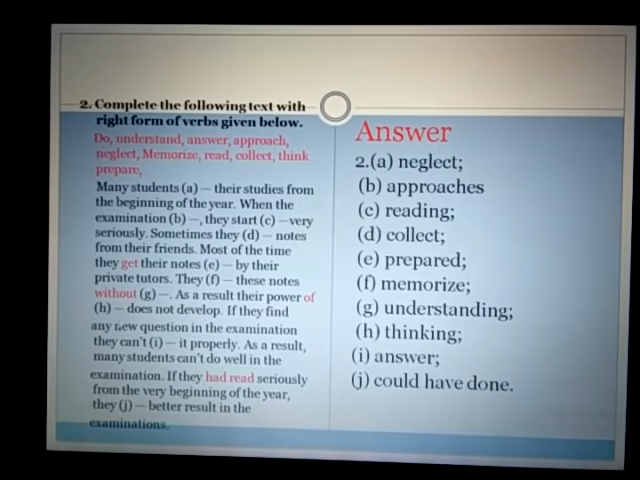 2. Complete the following text with
right form of verbs given below.
Do, understand, answer, approach,
neglect, Memorize, read, collect, think
prepare,
Many students (a) — their studies from
the beginning of the year. When the
examination (b) —, they start (c) —very
seriously. Sometimes they (d) — notes
from their friends. Most of the time
they get their notes (e) — by their
private tutors. They (f) — these notes
without (g) —. As a result their power of
(h) — does not develop. If they find
any new question in the examination
they can't (i) — it properly. As a result,
many students can't do well in the
examination. If they had read seriously
from the very beginning of the year,
they (j) — better result in the
examinations.
Answer
2.(a) neglect;
(b) approaches
(c) reading;
(d) collect;
(e) prepared;
(f) memorize;
(g) understanding;
(h) thinking;
(i) answer;
(j) could have done.